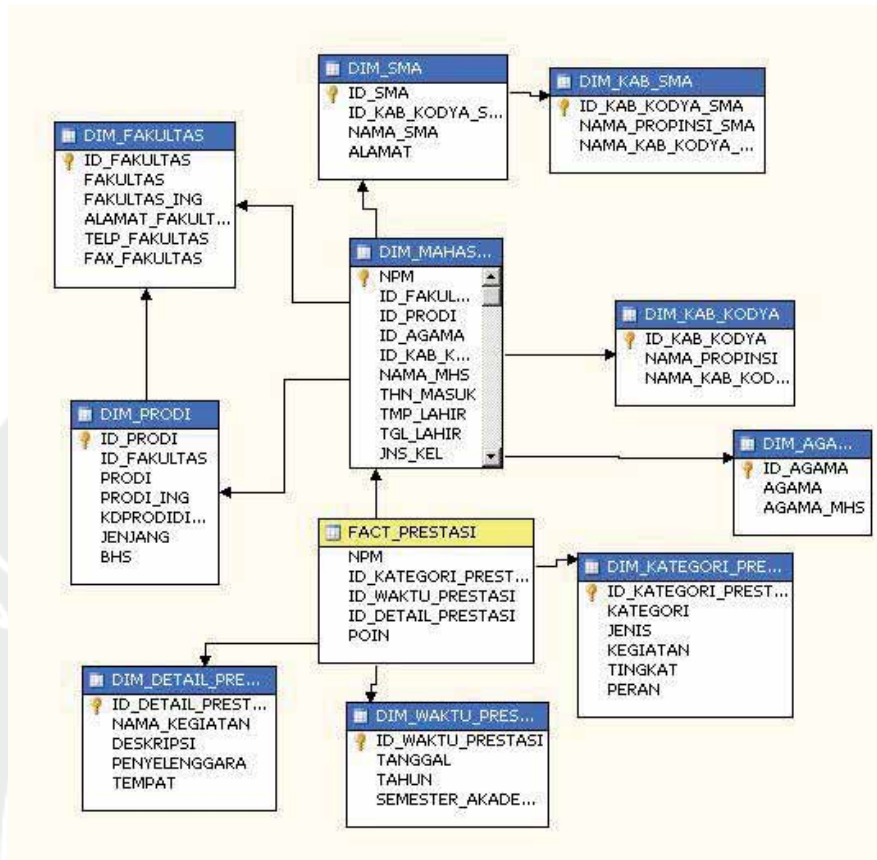 DIM_SMA
ID_SMA
ID_KAB_KODYA_S...
NAMA_SMA
ALAMAT
DIM_KAB_SMA
ID_KAB_KODYA_SMA
NAMA_PROPINSI_SMA
NAMA_KAB_KODYA_...
DIM_FAKULTAS
ID_FAKULTAS
FAKULTAS
FAKULTAS_ING
ALAMAT_FAKULT...
TELP_FAKULTAS
FAX_FAKULTAS
DIM_MAHAS...
NPM
ID_FAKUL...
ID_PRODI
ID_AGAMA
ID_KAB_K...
NAMA_MHS
THN_MASUK
TMP_LAHIR
TGL_LAHIR
JNS_KEL
DIM_KAB_KODYA
ID_KAB_KODYA
NAMA_PROPINSI
NAMA_KAB_KOD...
DIM_PRODI
ID_PRODI
ID_FAKULTAS
PRODI
PRODI_ING
KDPRODIDI...
JENJANG
BHS
DIM_AGA...
ID_AGAMA
AGAMA
AGAMA_MHS
FACT_PRESTASI
NPM
ID_KATEGORI_PREST...
ID_WAKTU_PRESTASI
ID_DETAIL_PRESTASI
POIN
DIM_KATEGORI_PRE...
ID_KATEGORI_PREST...
KATEGORI
JENIS
KEGIATAN
TINGKAT
PERAN
DIM_DETAIL_PRE...
ID_DETAIL_PREST...
NAMA_KEGIATAN
DESKRIPSI
PENYELENGGARA
TEMPAT
DIM_WAKTU_PRES...
ID_WAKTU_PRESTASI
TANGGAL
TAHUN
SEMESTER_AKADE...